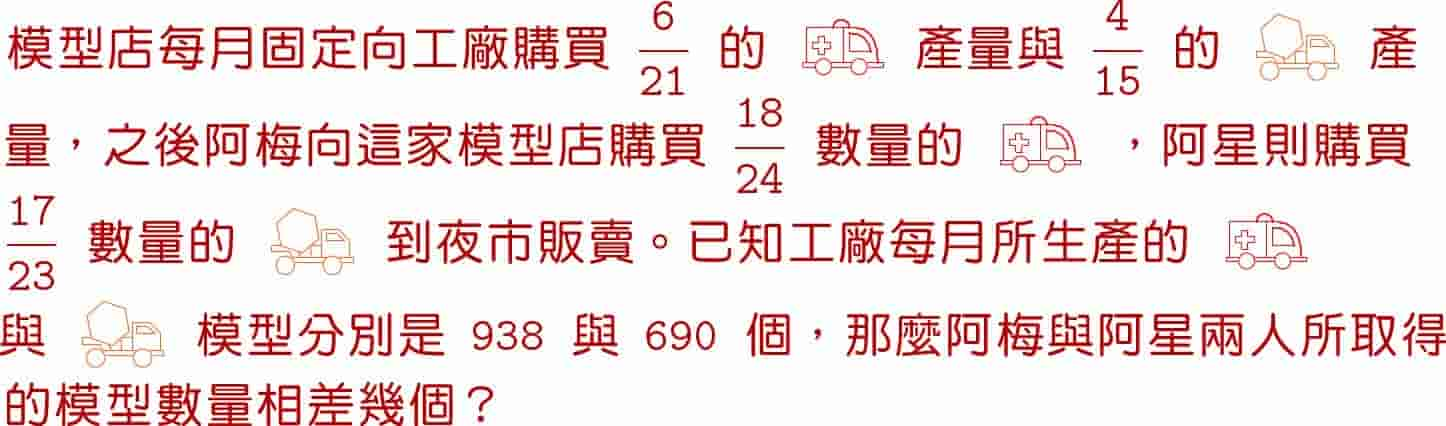 模型店每月固定向工廠購買 6/21 的 產量與 4/15 的 產
量，之後阿梅向這家模型店購買 18/24 數量的 ，阿星則購買
17/23 數量的 到夜市販賣。已知工廠每月所生產的
與 模型分別是 938 與 690 個，那麼阿梅與阿星兩人所取得
的模型數量相差幾個？